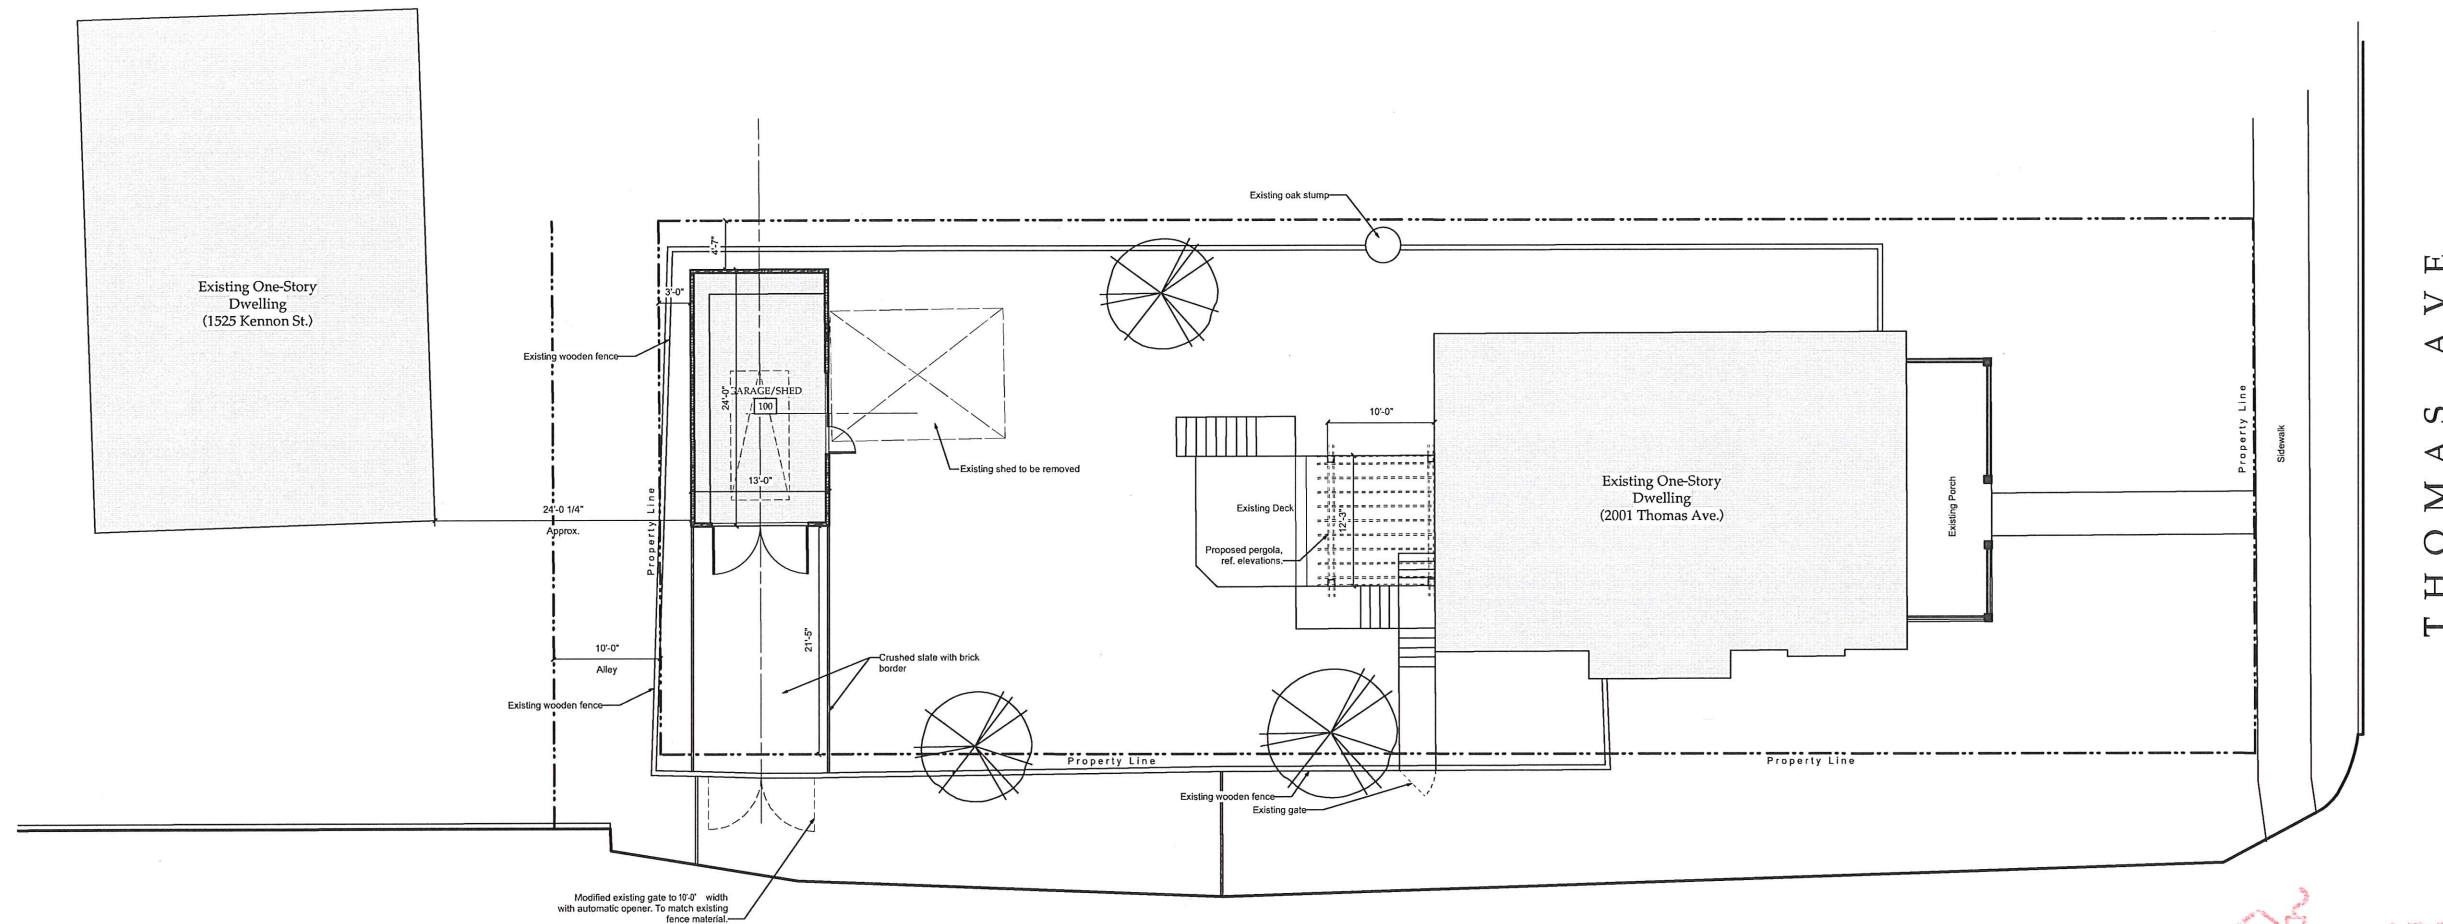 Existing One-Story
Dwelling
(1525 Kennon St.)
Existing oak stump
4'-7"
3'-0"
Existing wooden fence
GARAGE/SHED
100
24'-0"
13'-0"
Existing shed to be removed
24'-0 1/4"
Approx.
Property Line
10'-0"
Alley
Existing wooden fence
21'-5"
Crushed slate with brick
border
10'-0"
Existing Deck
12'-3"
Proposed pergola,
ref. elevations.
Existing One-Story
Dwelling
(2001 Thomas Ave.)
Existing Porch
Property Line
Sidewalk
THOMAS AVE
Property Line
Property Line
Existing wooden fence
Existing gate
Modified existing gate to 10'-0" width
with automatic opener. To match existing
fence material.